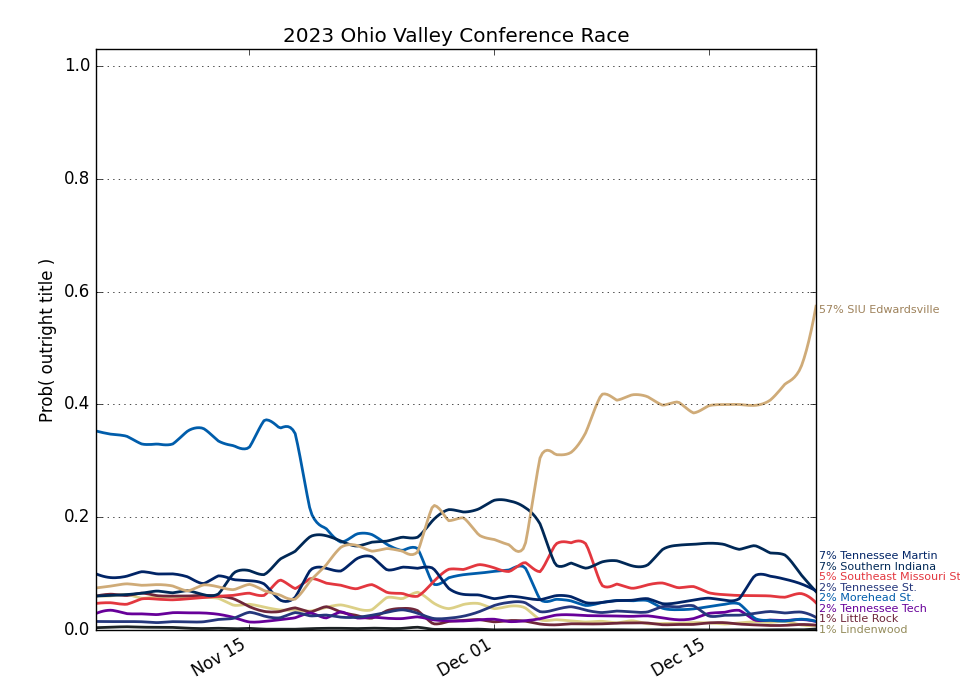 2023 Ohio Valley Conference Race
1.0
0.8
0.6
0.4
0.2
0.0
Prob( outright title )
Nov 15
Dec 01
Dec 15
57% SIU Edwardsville
7% Tennessee Martin
7% Southern Indiana
5% Southeast Missouri St
2% Tennessee St.
2% Morehead St.
2% Tennessee Tech
1% Little Rock
1% Lindenwood